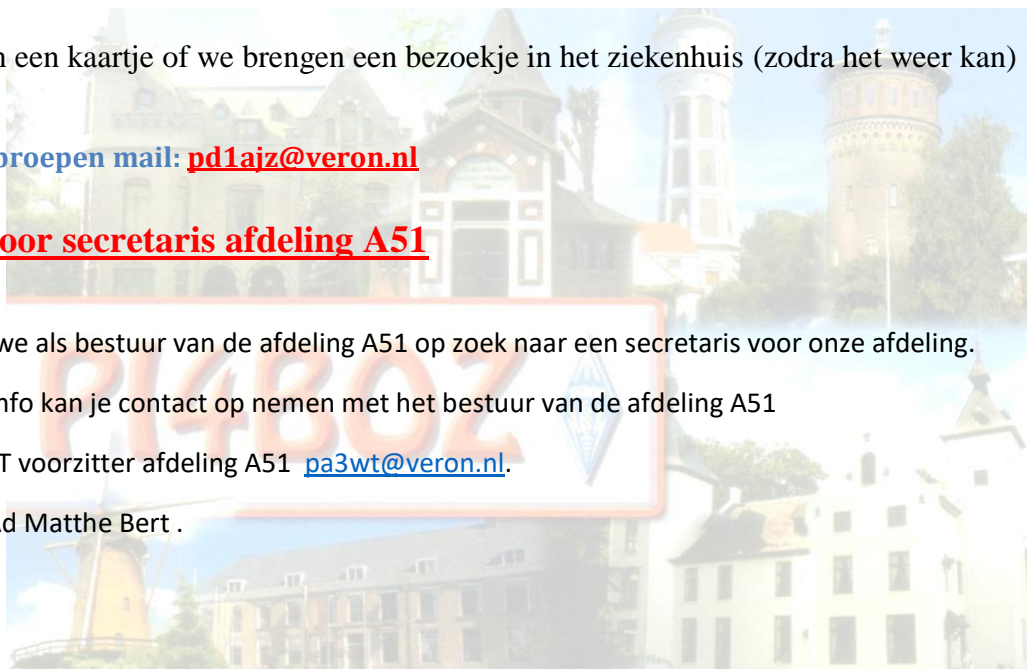 een kaartje of we brengen een bezoekje in het ziekenhuis (zodra het weer kan)
mail: pd1ajz@veron.nl
secretaris afdeling A51
we als bestuur van de afdeling A51 op zoek naar een secretaris voor onze afdeling.
kan je contact op nemen met het bestuur van de afdeling A51
voorzitter afdeling A51 pa3wt@veron.nl.
Matthe Bert .
PI4BOZ